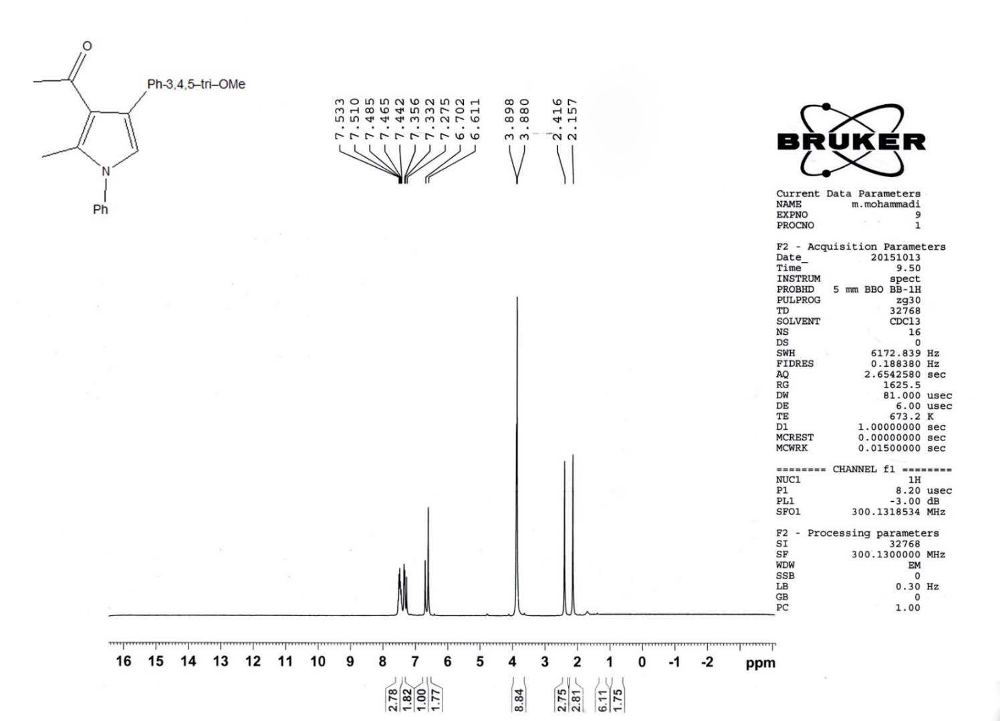 O
Ph-3,4,5-tri-OMe
N
Ph
7.533
7.510
7.485
7.465
7.442
7.356
7.332
7.275
6.702
6.611
3.898
3.880
2.416
2.157
BRUKER
Current Data Parameters
NAME m.mohammadi
EXPNO 9
PROCNO 1
F2 - Acquisition Parameters
Date_ 20151013
Time 9.50
INSTRUM spect
PROBHD 5 mm BBO BB-1H
PULPROG zg30
TD 32768
SOLVENT CDCl3
NS 16
DS 0
SWH 6172.839 Hz
FIDRES 0.188380 Hz
AQ 2.6542580 sec
RG 1625.5
DW 81.000 usec
DE 6.00 usec
TE 673.2 K
D1 1.00000000 sec
MCREST 0.00000000 sec
MCWRK 0.01500000 sec
======== CHANNEL f1 ========
NUC1 1H
P1 8.20 usec
PL1 -3.00 dB
SFO1 300.1318534 MHz
F2 - Processing parameters
SI 32768
SF 300.1300000 MHz
WDW EM
SSB 0
LB 0.30 Hz
GB 0
PC 1.00
16 15 14 13 12 11 10 9 8 7 6 5 4 3 2 1 0 -1 -2 ppm
2.78
1.82
1.00
1.77
8.84
2.75
2.81
6.11
1.75